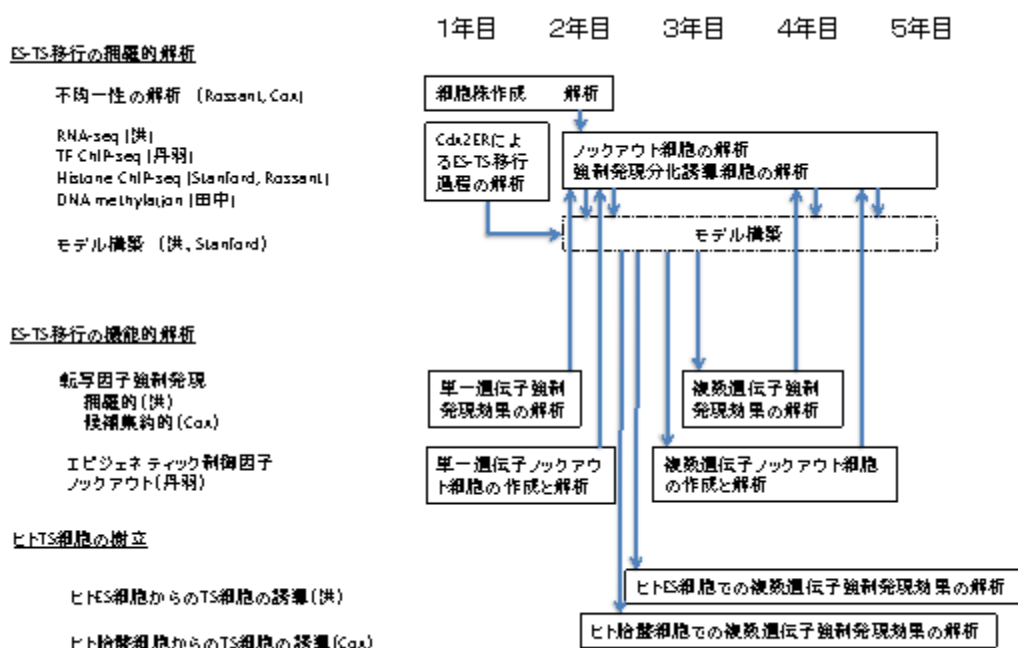 1年目 2年目 3年目 4年目 5年目
ES-TS移行の網羅的解析
不均一性の解析 (Rossant, Cox)
細胞株作成 解析
RNA-seq (洪)
TF ChIP-seq (丹羽)
Histone ChIP-seq (Stanford, Rossant)
DNA methylation (田中)
Cdx2ERによ
るES-TS移行
過程の解析
ノックアウト細胞の解析
強制発現分化誘導細胞の解析
モデル構築 (洪、Stanford)
モデル構築
ES-TS移行の機能的解析
転写因子強制発現
網羅的(洪)
候補集約的(Cox)
単一遺伝子強制
発現効果の解析
複数遺伝子強制
発現効果の解析
エピジェネティック制御因子
ノックアウト(丹羽)
単一遺伝子ノックアウ
ト細胞の作成と解析
複数遺伝子ノックアウト細胞
の作成と解析
ヒトTS細胞の樹立
ヒトES細胞からのTS細胞の誘導(洪)
ヒトES細胞での複数遺伝子強制発現効果の解析
ヒト胎盤細胞からのTS細胞の誘導(Cox)
ヒト胎盤細胞での複数遺伝子強制発現効果の解析